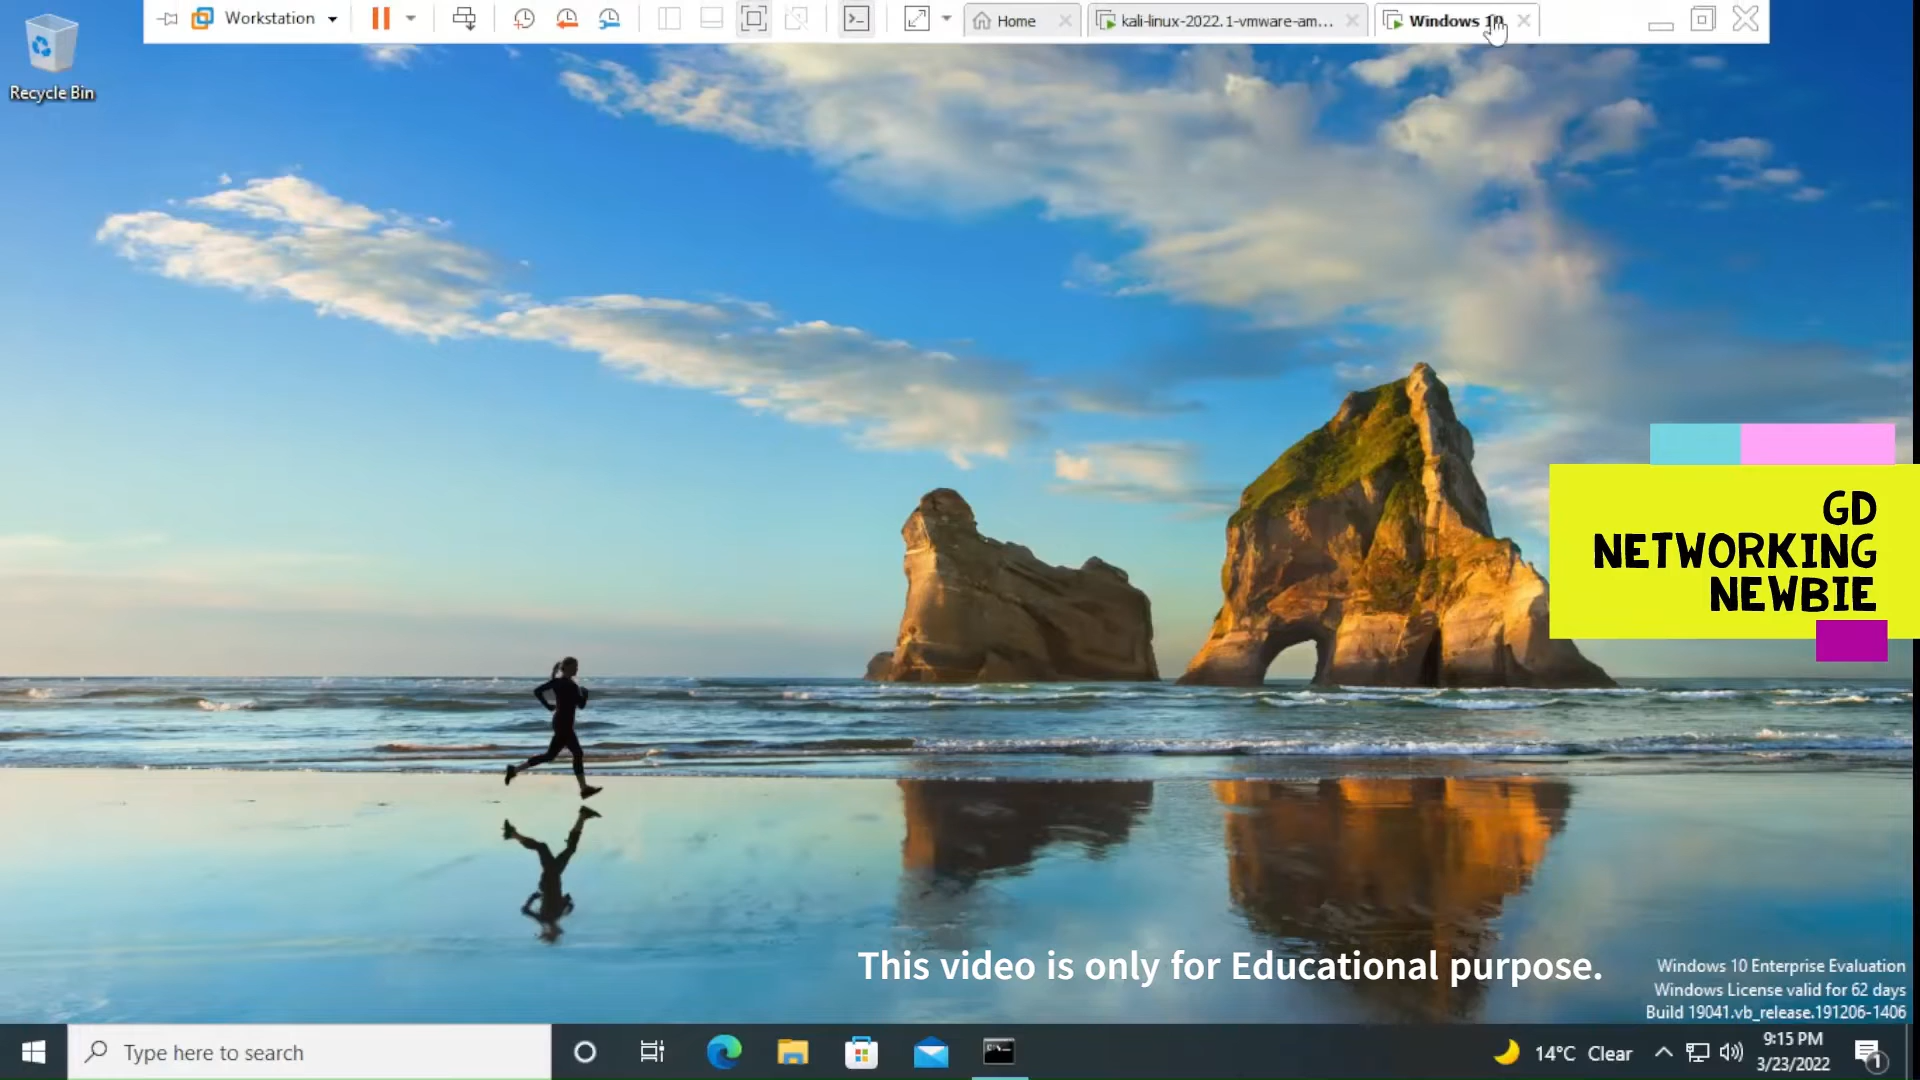 Workstation
Home
kali-linux-2022.1-vmware-am...
Windows 10
Recycle Bin
GD
NETWORKING
NEWBIE
This video is only for Educational purpose.
Windows 10 Enterprise Evaluation
Windows License valid for 62 days
Build 19041.vb_release.191206-1406
Type here to search
14°C Clear
9:15 PM
3/23/2022
1